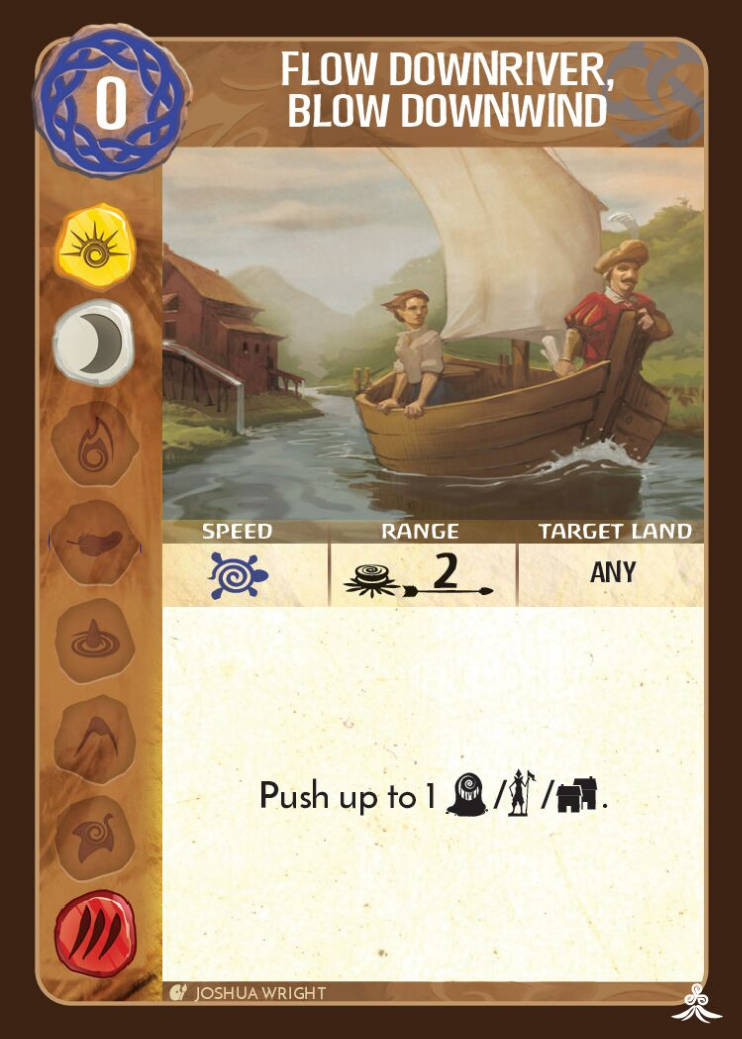 0
FLOW DOWNRIVER,
BLOW DOWNWIND
SPEED RANGE TARGET LAND
2 ANY
Push up to 1 / / .
JOSHUA WRIGHT